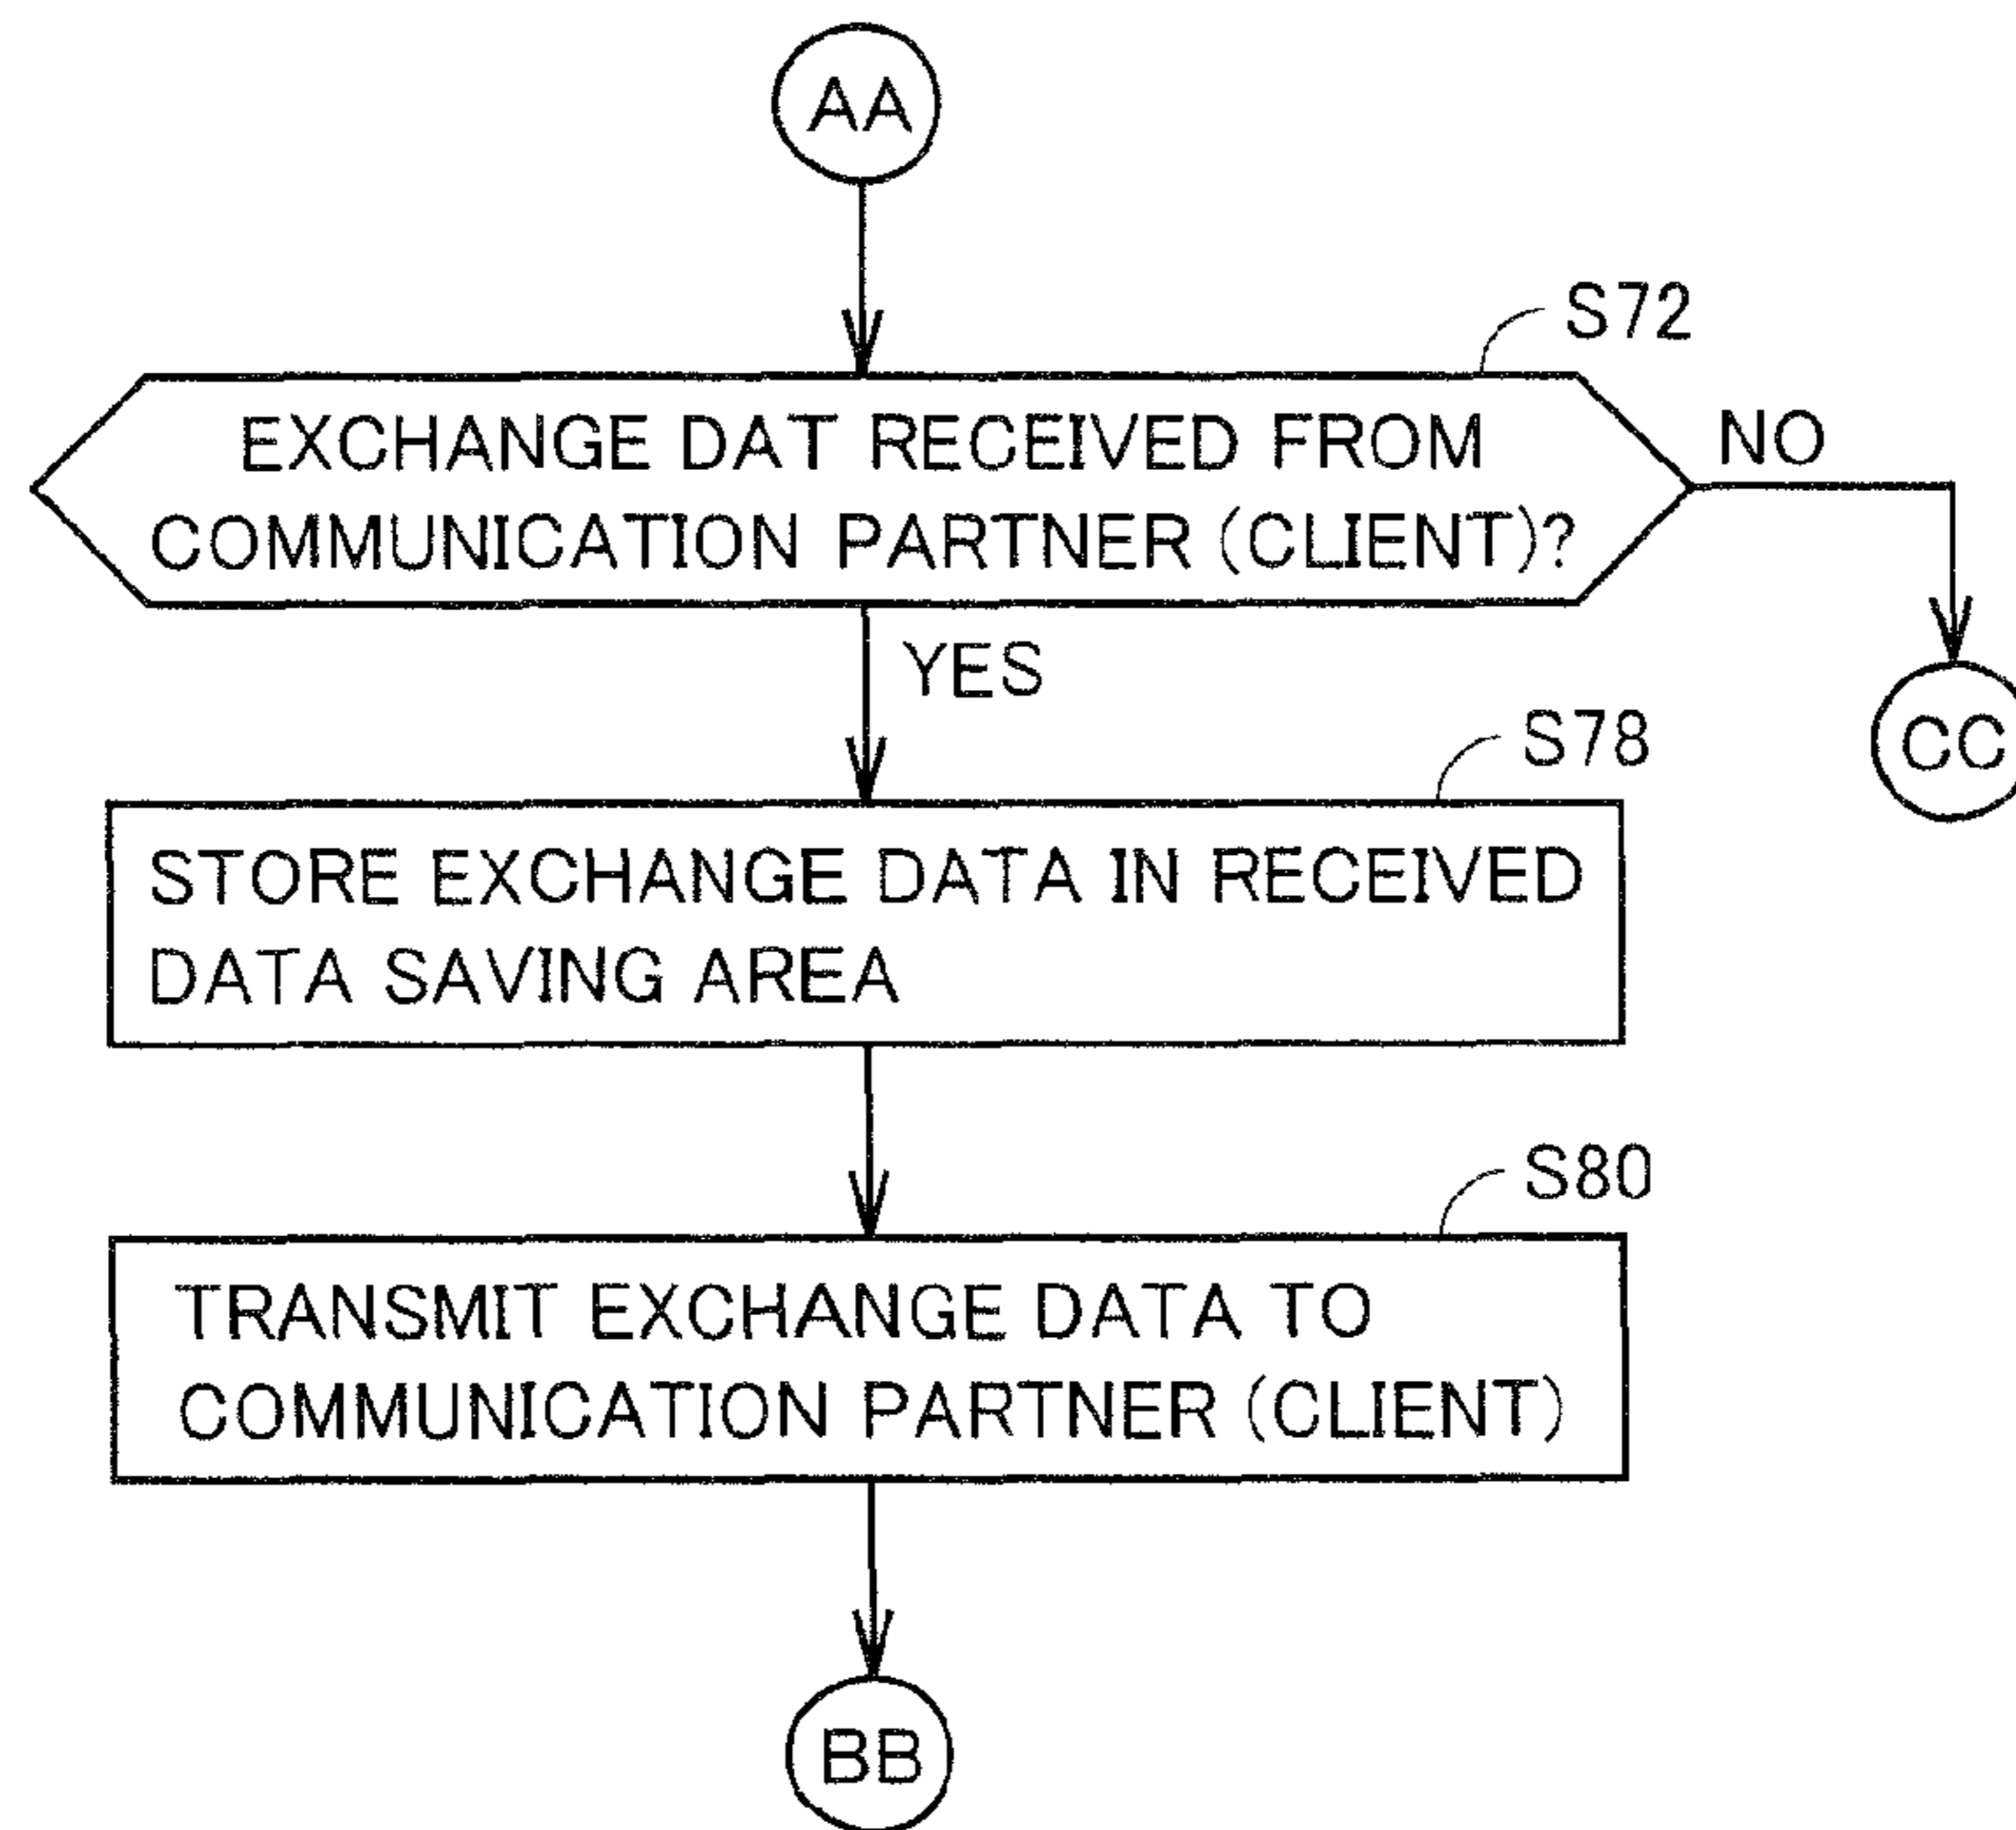 AA
S72
EXCHANGE DAT RECEIVED FROM
COMMUNICATION PARTNER (CLIENT)?
NO
YES
CC
S78
STORE EXCHANGE DATA IN RECEIVED
DATA SAVING AREA
S80
TRANSMIT EXCHANGE DATA TO
COMMUNICATION PARTNER (CLIENT)
BB